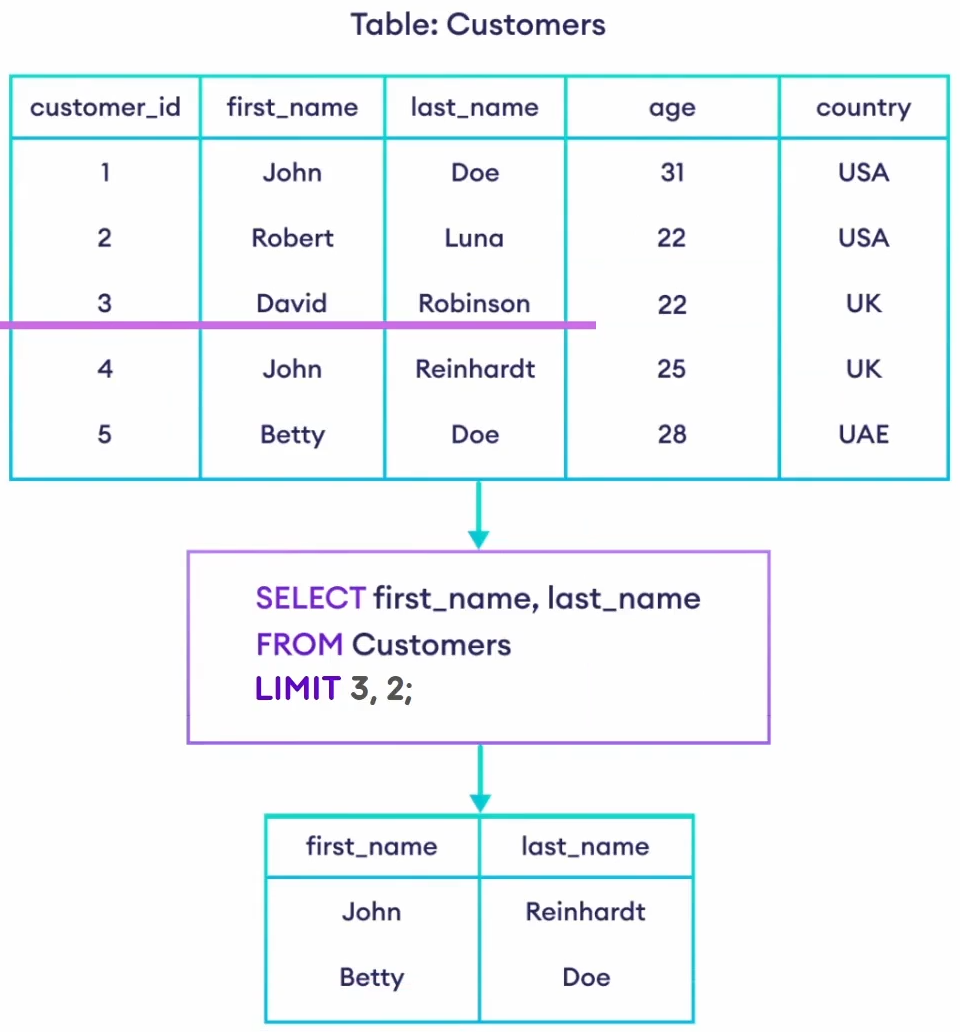 Table: Customers
customer_id first_name last_name age country
1 John Doe 31 USA
2 Robert Luna 22 USA
3 David Robinson 22 UK
4 John Reinhardt 25 UK
5 Betty Doe 28 UAE
SELECT first_name, last_name
FROM Customers
LIMIT 3, 2;
first_name last_name
John Reinhardt
Betty Doe